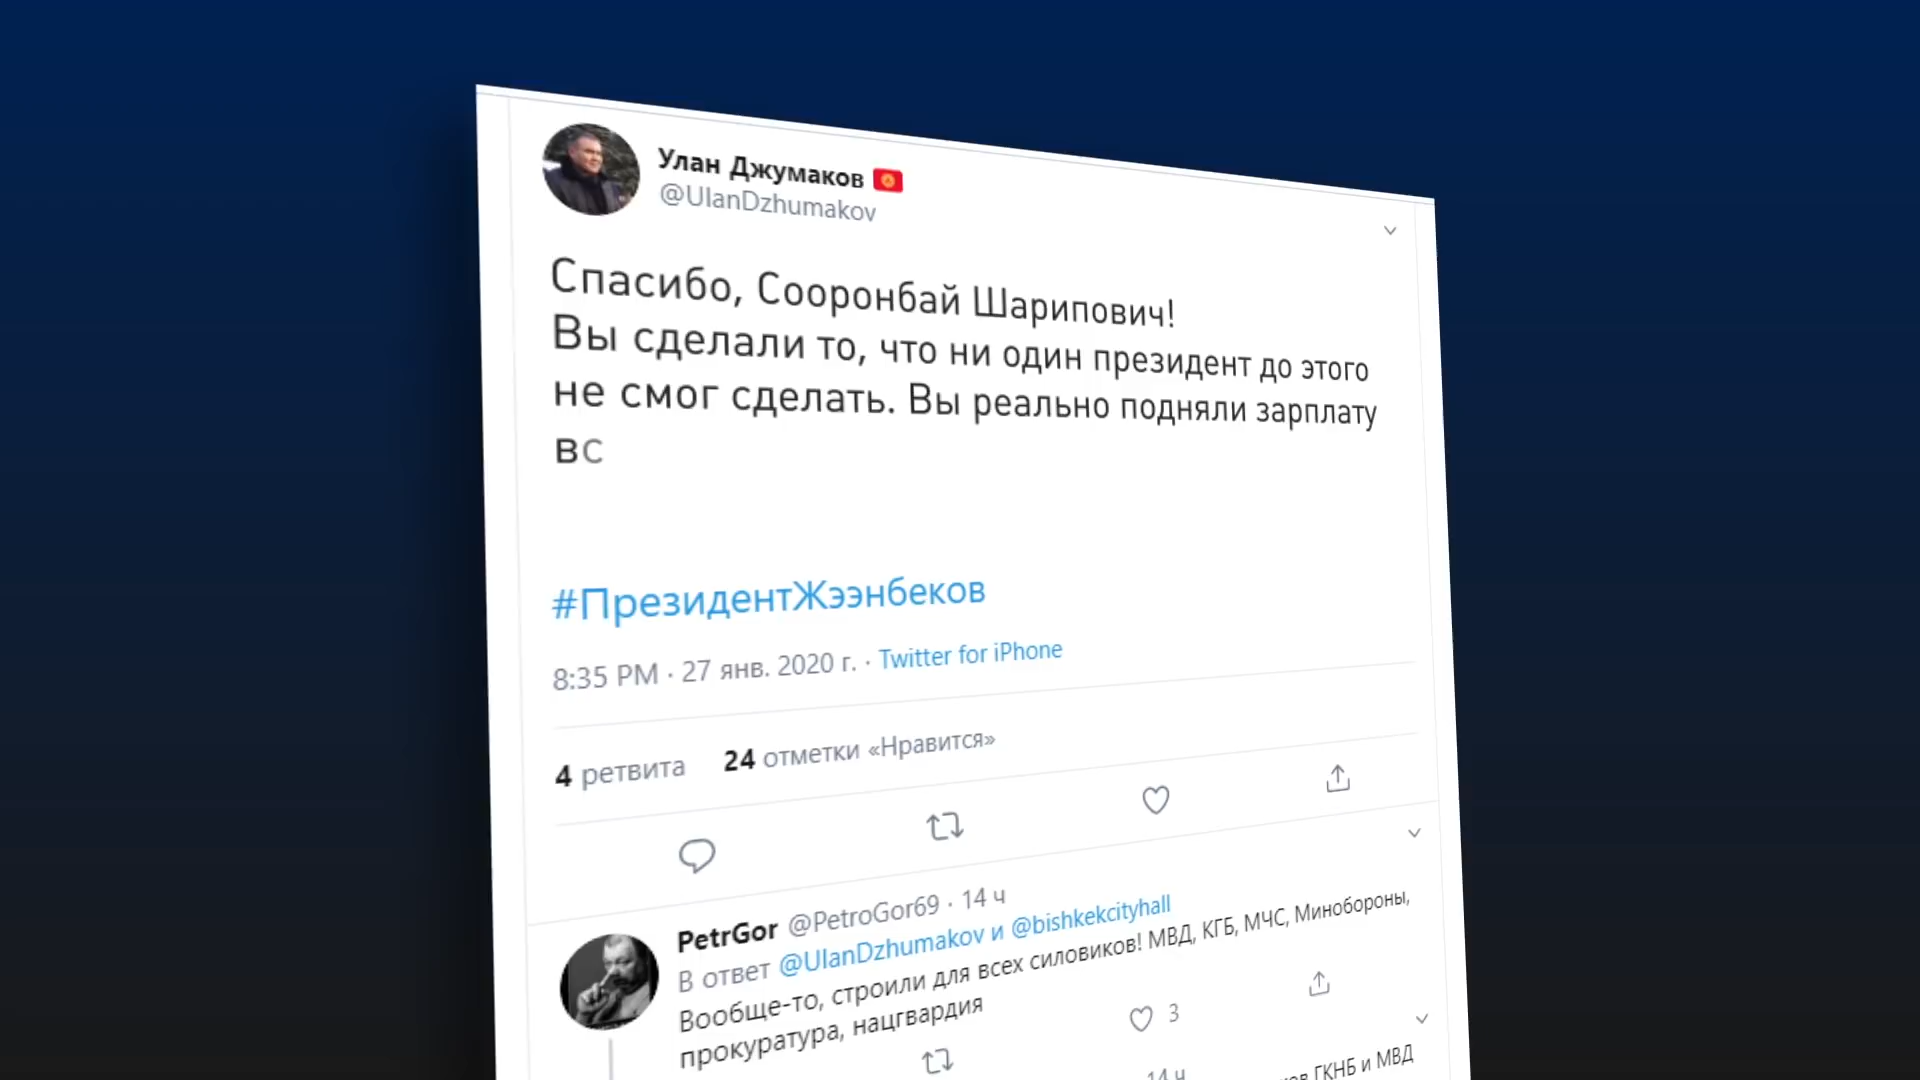 Улан Джумаков
@UlanDzhumakov
Спасибо, Сооронбай Шарипович!
Вы сделали то, что ни один президент до этого
не смог сделать. Вы реально подняли зарплату
вс
#ПрезидентЖээнбеков
8:35 PM · 27 янв. 2020 г. · Twitter for iPhone
4 ретвита 24 отметки «Нравится»
PetrGor @PetroGor69 · 14 ч
В ответ @UlanDzhumakov и @bishkekcityhall
Вообще-то, строили для всех силовиков! МВД, КГБ, МЧС, Минобороны,
прокуратура, нацгвардия
3
14 ч
ГКНБ и МВД